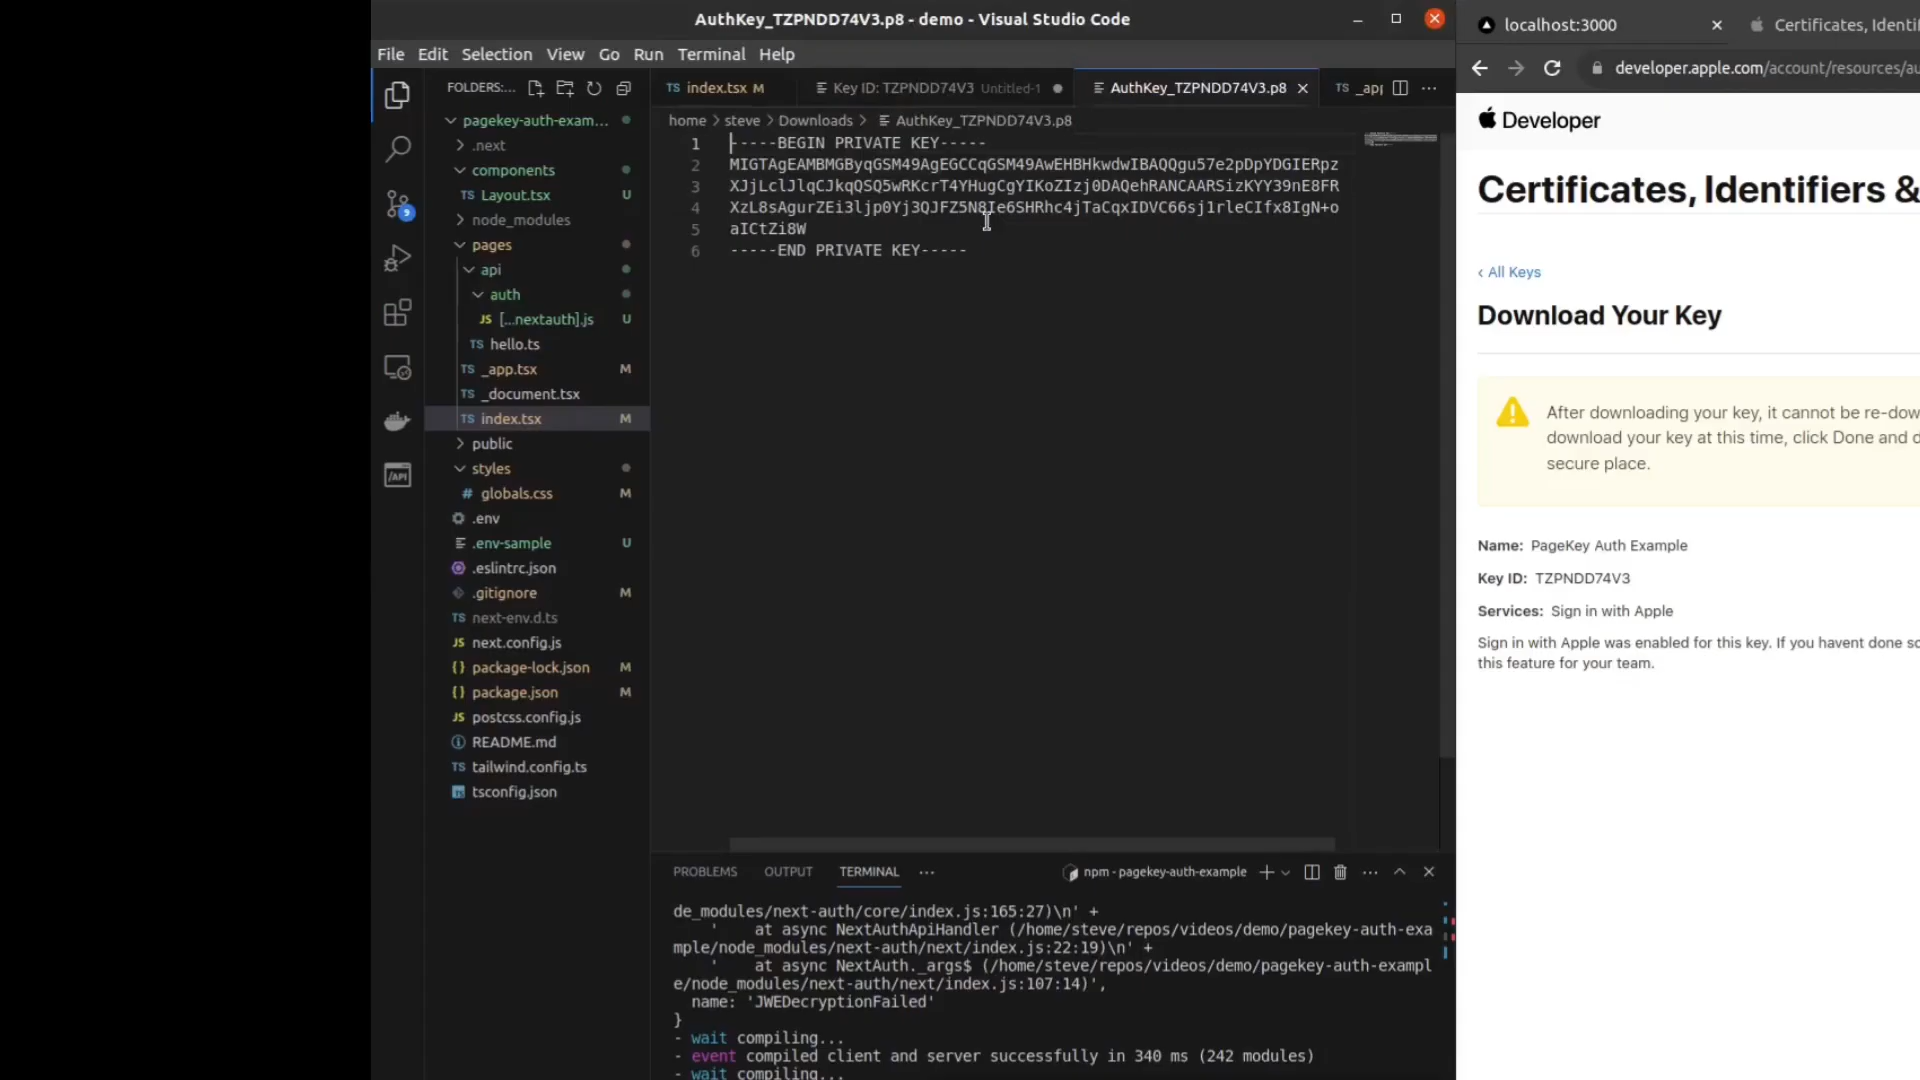 AuthKey_TZPNDD74V3.p8 - demo - Visual Studio Code
File Edit Selection View Go Run Terminal Help
FOLDERS:...
pagekey-auth-exam...
.next
components
Layout.tsx U
node_modules
pages
api
auth
[...nextauth].js U
hello.ts
_app.tsx M
_document.tsx
index.tsx M
public
styles
globals.css M
.env
.env-sample U
.eslintrc.json
.gitignore M
next-env.d.ts
next.config.js
package-lock.json M
package.json M
postcss.config.js
README.md
tailwind.config.ts
tsconfig.json
9
index.tsx M
Key ID: TZPNDD74V3 Untitled-1
AuthKey_TZPNDD74V3.p8
TS
home > steve > Downloads > AuthKey_TZPNDD74V3.p8
1 -----BEGIN PRIVATE KEY-----
2 MIGTAgEAMBMGByqGSM49AgEGCCqGSM49AwEHBHkwdwIBAQQgu57e2pDpYDGIERpz
3 XJjLclJlqCJkqQSQ5wRKcrT4YHugCgYIKoZIzj0DAQehRANCAARSizKYY39nE8FR
4 XzL8sAgurZEi3ljp0Yj3QJFZ5N8Ie6SHRhc4jTaCqxIDVC66sj1rleCIfx8IgN+o
5 aICtZi8W
6 -----END PRIVATE KEY-----
PROBLEMS OUTPUT TERMINAL ...
npm - pagekey-auth-example
de_modules/next-auth/core/index.js:165:27)\n' +
' at async NextAuthApiHandler (/home/steve/repos/videos/demo/pagekey-auth-exa
mple/node_modules/next-auth/next/index.js:22:19)\n' +
' at async NextAuth._args$ (/home/steve/repos/videos/demo/pagekey-auth-exampl
e/node_modules/next-auth/next/index.js:107:14)',
name: 'JWEDecryptionFailed'
}
- wait compiling...
- event compiled client and server successfully in 340 ms (242 modules)
- wait compiling...
localhost:3000
Certificates, Identif
developer.apple.com/account/resources/au
Developer
Certificates, Identifiers &
‹ All Keys
Download Your Key
After downloading your key, it cannot be re-dow
download your key at this time, click Done and d
secure place.
Name: PageKey Auth Example
Key ID: TZPNDD74V3
Services: Sign in with Apple
Sign in with Apple was enabled for this key. If you havent done so
this feature for your team.